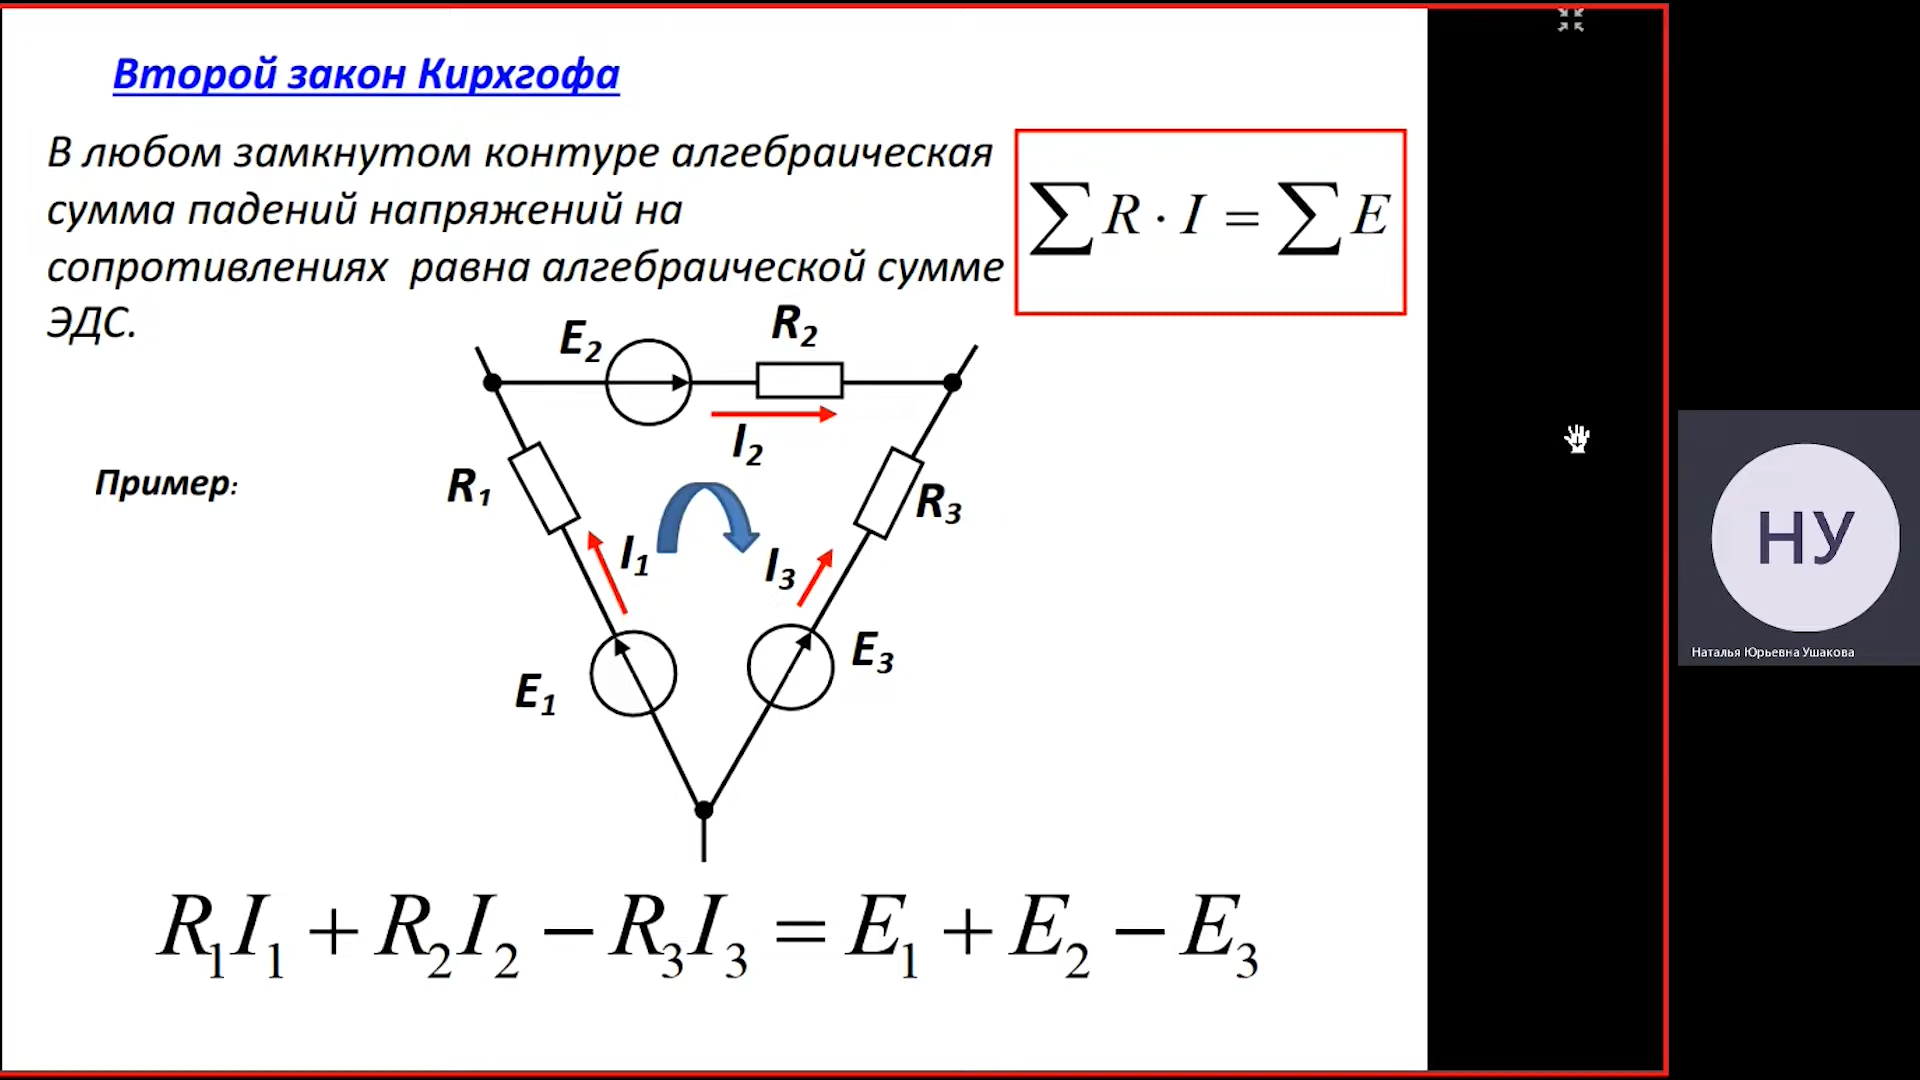 Второй закон Кирхгофа
В любом замкнутом контуре алгебраическая
сумма падений напряжений на
сопротивлениях равна алгебраической сумме
ЭДС.
∑ R · I = ∑ E
E₂
R₂
I₂
Пример:
R₁
R₃
I₁
I₃
E₁
E₃
R₁I₁ + R₂I₂ − R₃I₃ = E₁ + E₂ − E₃
НУ
Наталья Юрьевна Ушакова